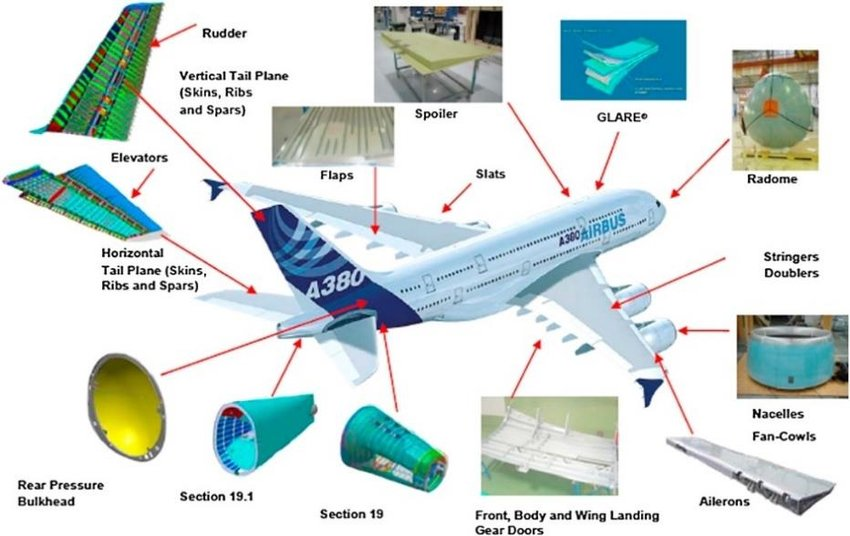 Rudder
Vertical Tail Plane
(Skins, Ribs
and Spars)
Spoiler
GLARE®
Radome
Elevators
Flaps
Slats
Horizontal
Tail Plane (Skins,
Ribs and Spars)
A380 AIRBUS
A380
Stringers
Doublers
Nacelles
Fan-Cowls
Rear Pressure
Bulkhead
Section 19.1
Section 19
Front, Body and Wing Landing
Gear Doors
Ailerons